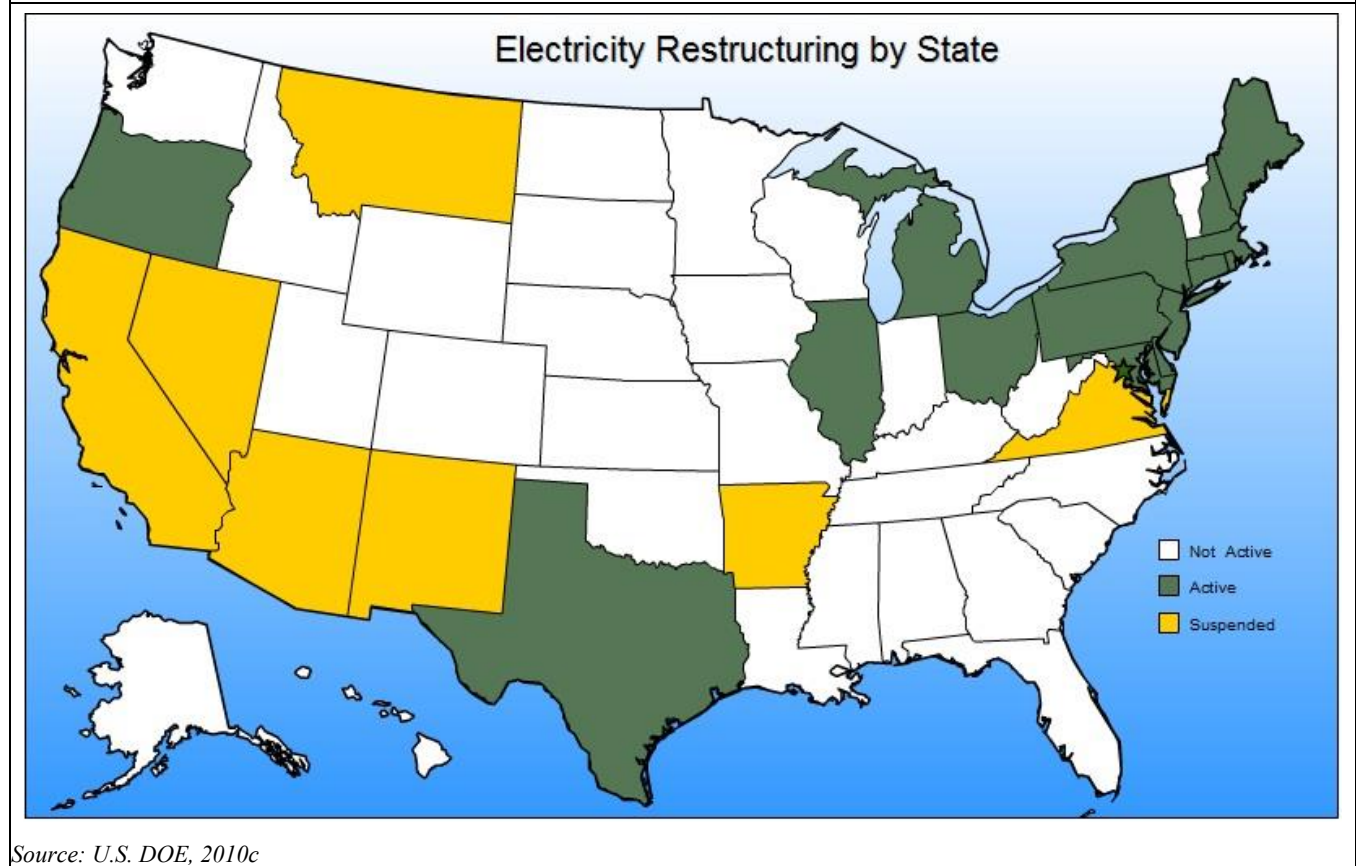 Electricity Restructuring by State
Not Active
Active
Suspended
Source: U.S. DOE, 2010c